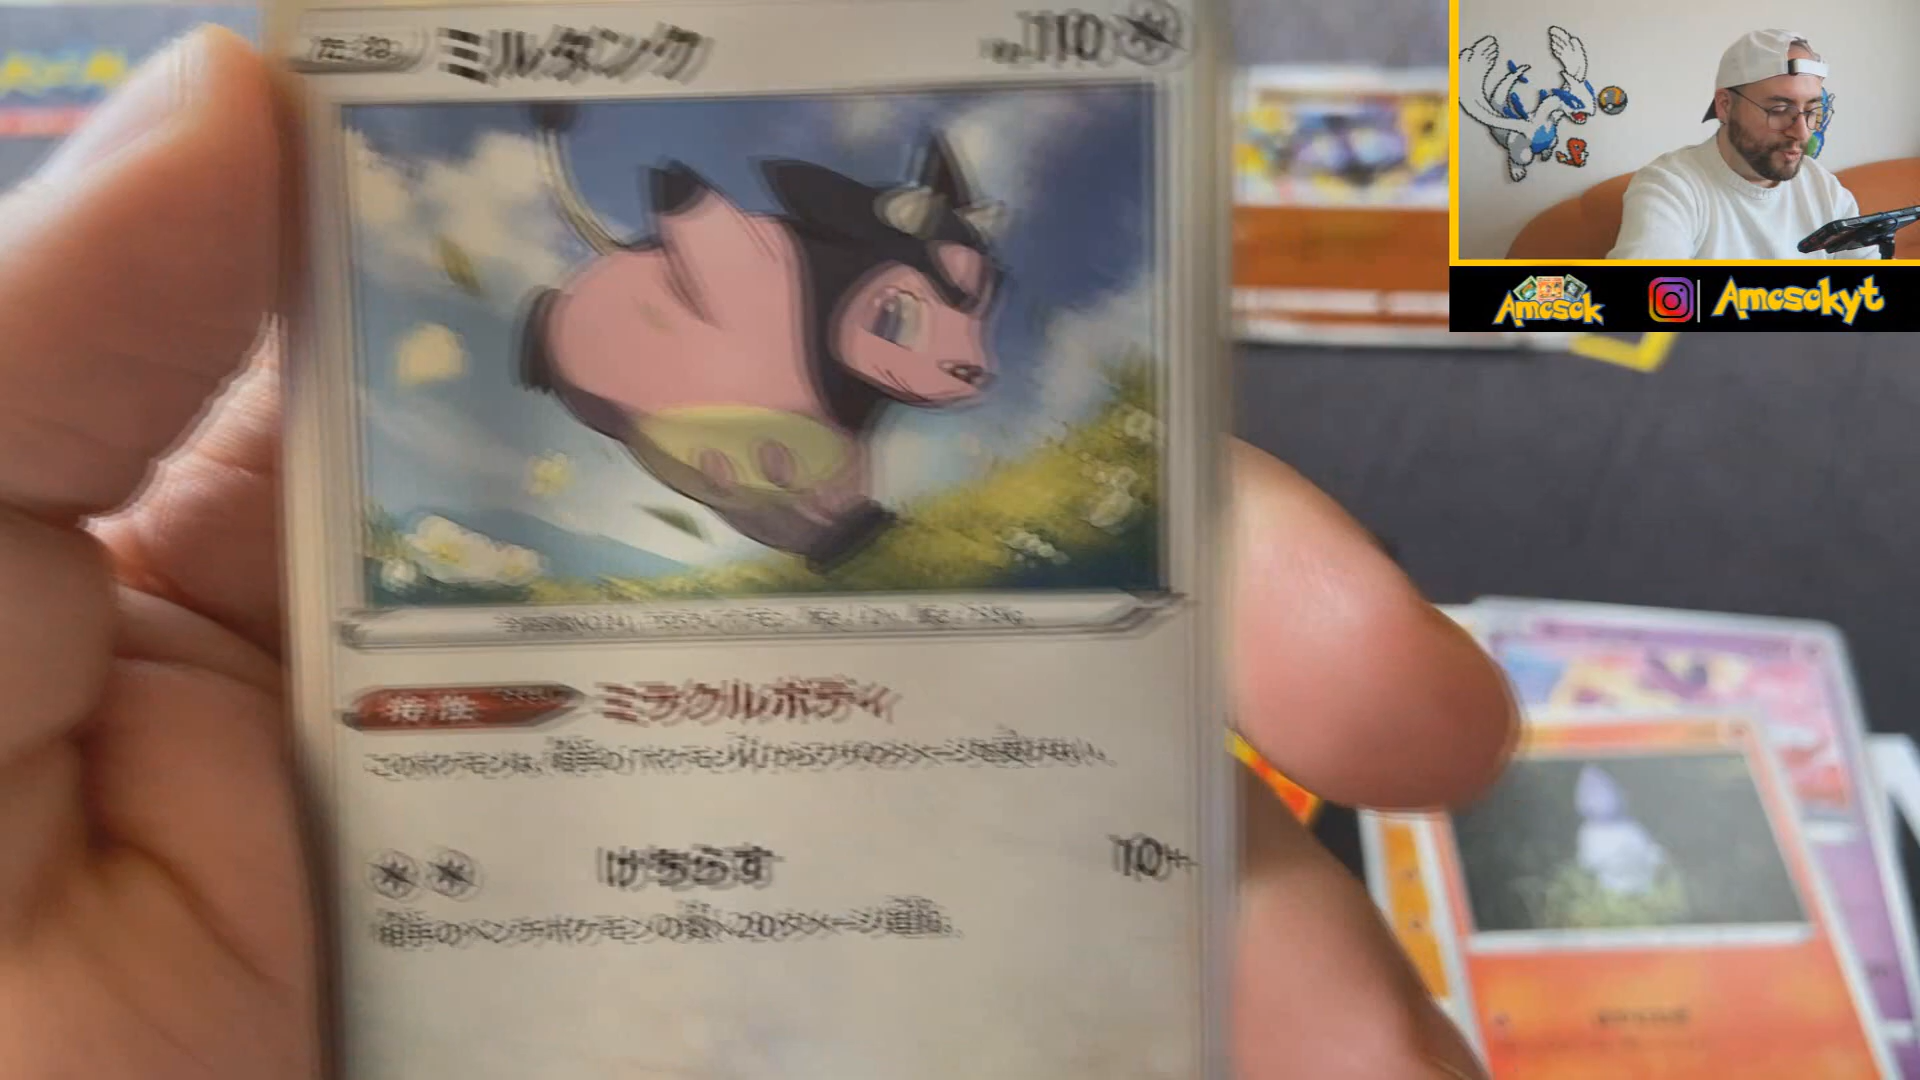 たね ミルタンク HP110
特性 ミラクルボディ
このポケモンは、相手の「ポケモンV」からワザのダメージを受けない。
けちらす 10+
相手のベンチポケモンの数×20ダメージ追加。
Amcsck
Amcsckyt